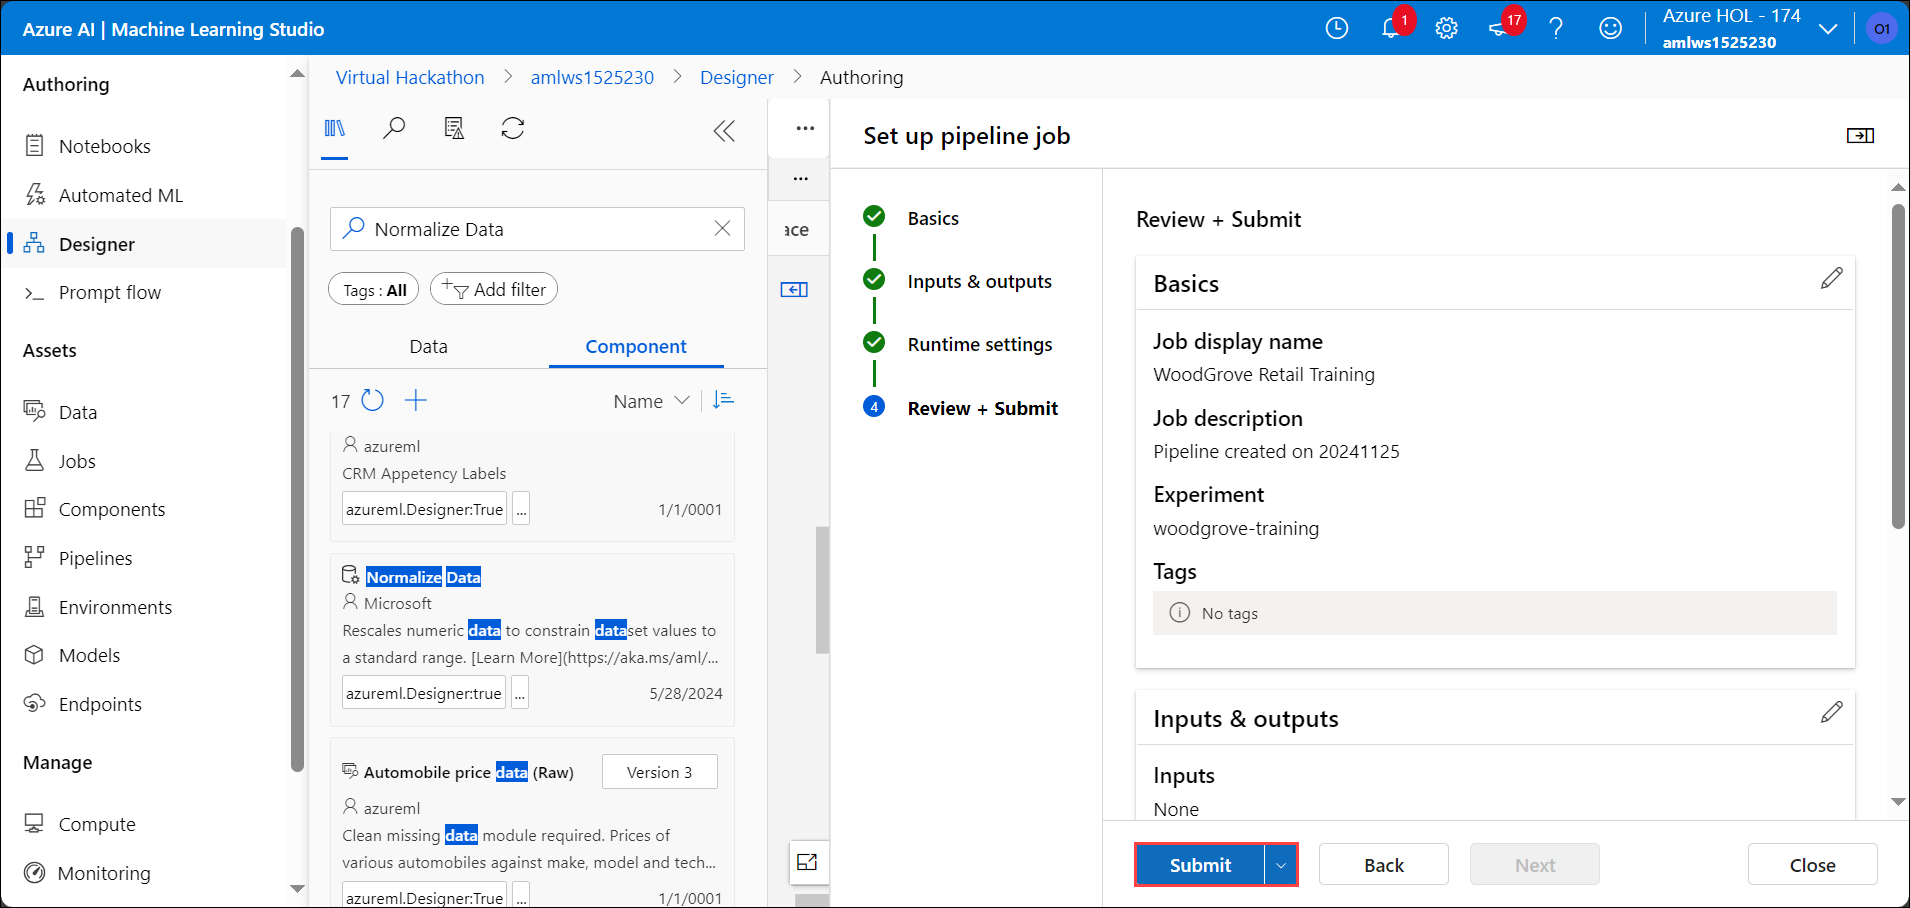 Azure AI | Machine Learning Studio
1
17
Azure HOL - 174
amlws1525230
O1
Authoring
Notebooks
Automated ML
Designer
Prompt flow
Assets
Data
Jobs
Components
Pipelines
Environments
Models
Endpoints
Manage
Compute
Monitoring
Virtual Hackathon > amlws1525230 > Designer > Authoring
Normalize Data
Tags : All
Add filter
Data
Component
17
Name
azureml
CRM Appetency Labels
azureml.Designer:True
...
1/1/0001
Normalize Data
Microsoft
Rescales numeric data to constrain dataset values to
a standard range. [Learn More](https://aka.ms/aml/...
azureml.Designer:true
...
5/28/2024
Automobile price data (Raw)
Version 3
azureml
Clean missing data module required. Prices of
various automobiles against make, model and tech...
azureml.Designer:True
...
1/1/0001
ace
Set up pipeline job
Basics
Inputs & outputs
Runtime settings
4
Review + Submit
Review + Submit
Basics
Job display name
WoodGrove Retail Training
Job description
Pipeline created on 20241125
Experiment
woodgrove-training
Tags
No tags
Inputs & outputs
Inputs
None
Submit
Back
Next
Close